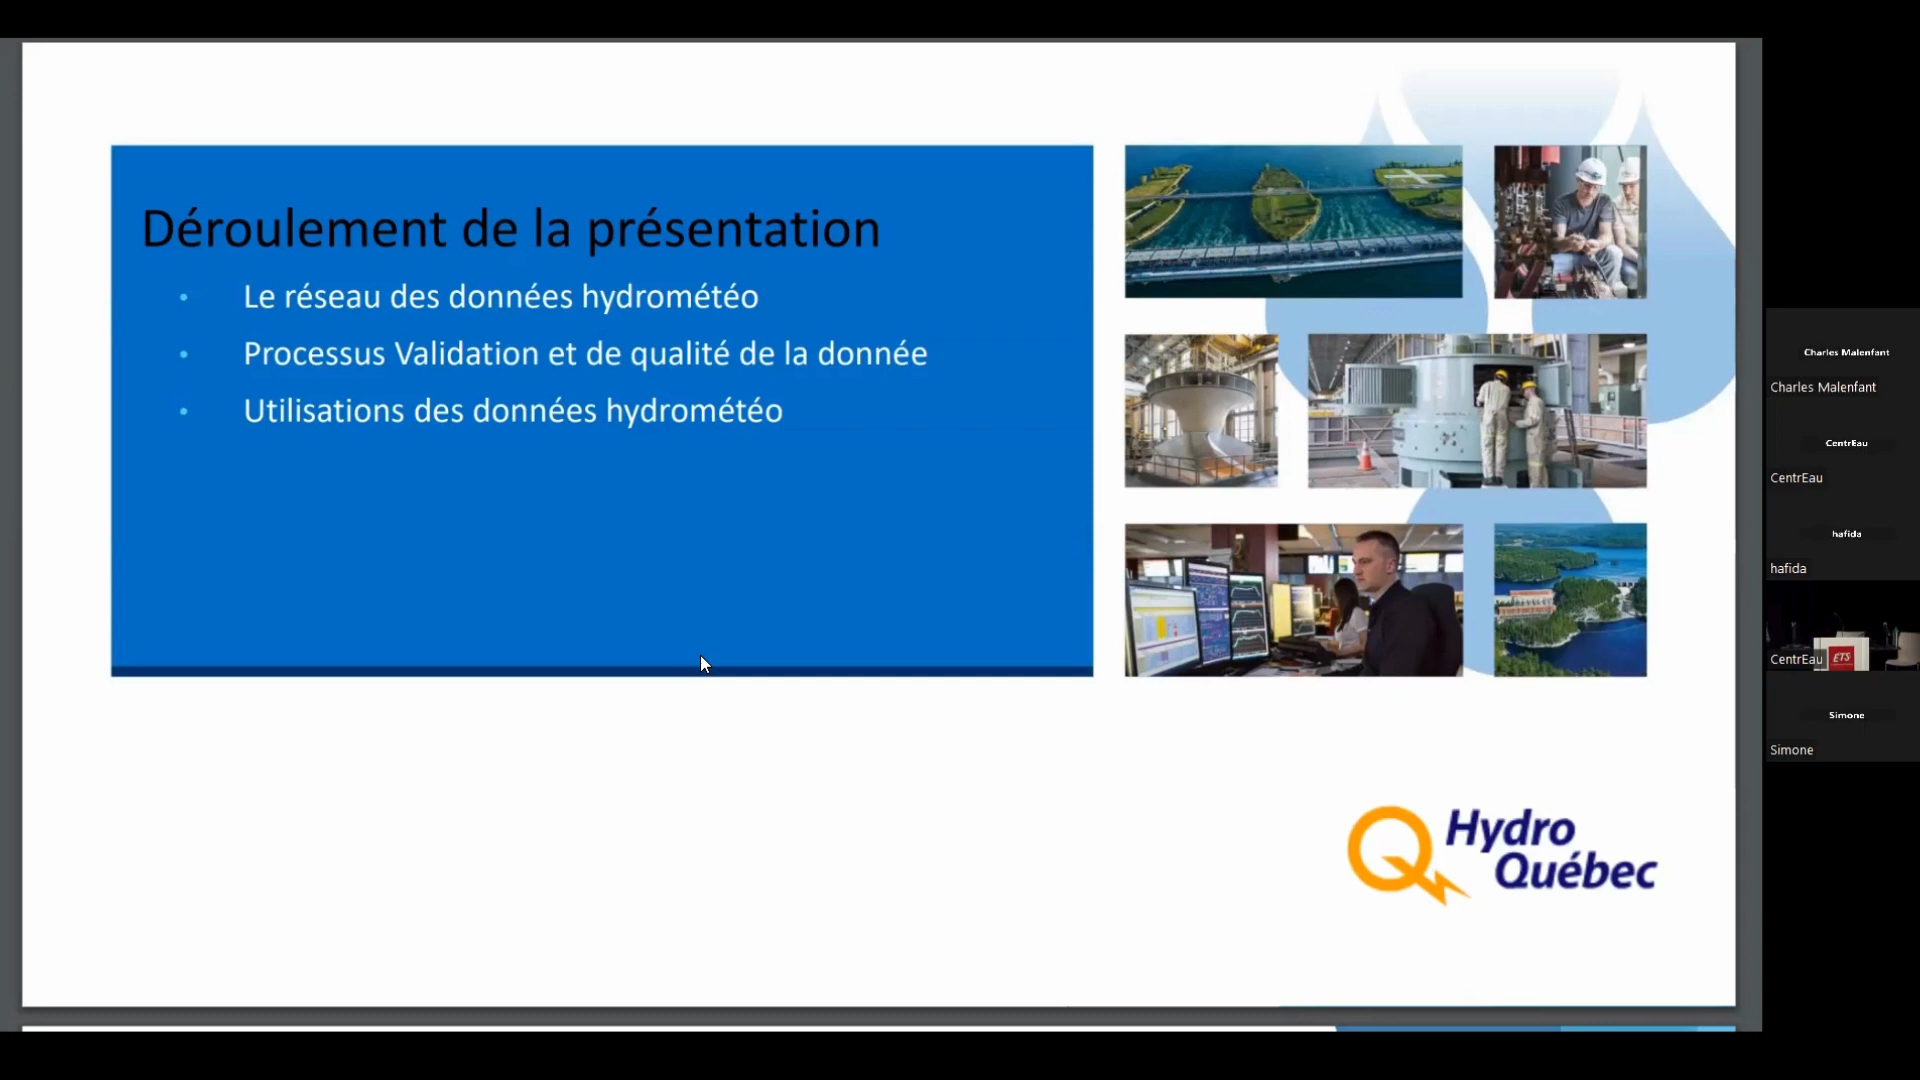 Déroulement de la présentation
• Le réseau des données hydrométéo
• Processus Validation et de qualité de la donnée
• Utilisations des données hydrométéo
Hydro
Québec
Charles Malenfant
Charles Malenfant
CentrEau
CentrEau
hafida
hafida
CentrEau
ETS
Simone
Simone